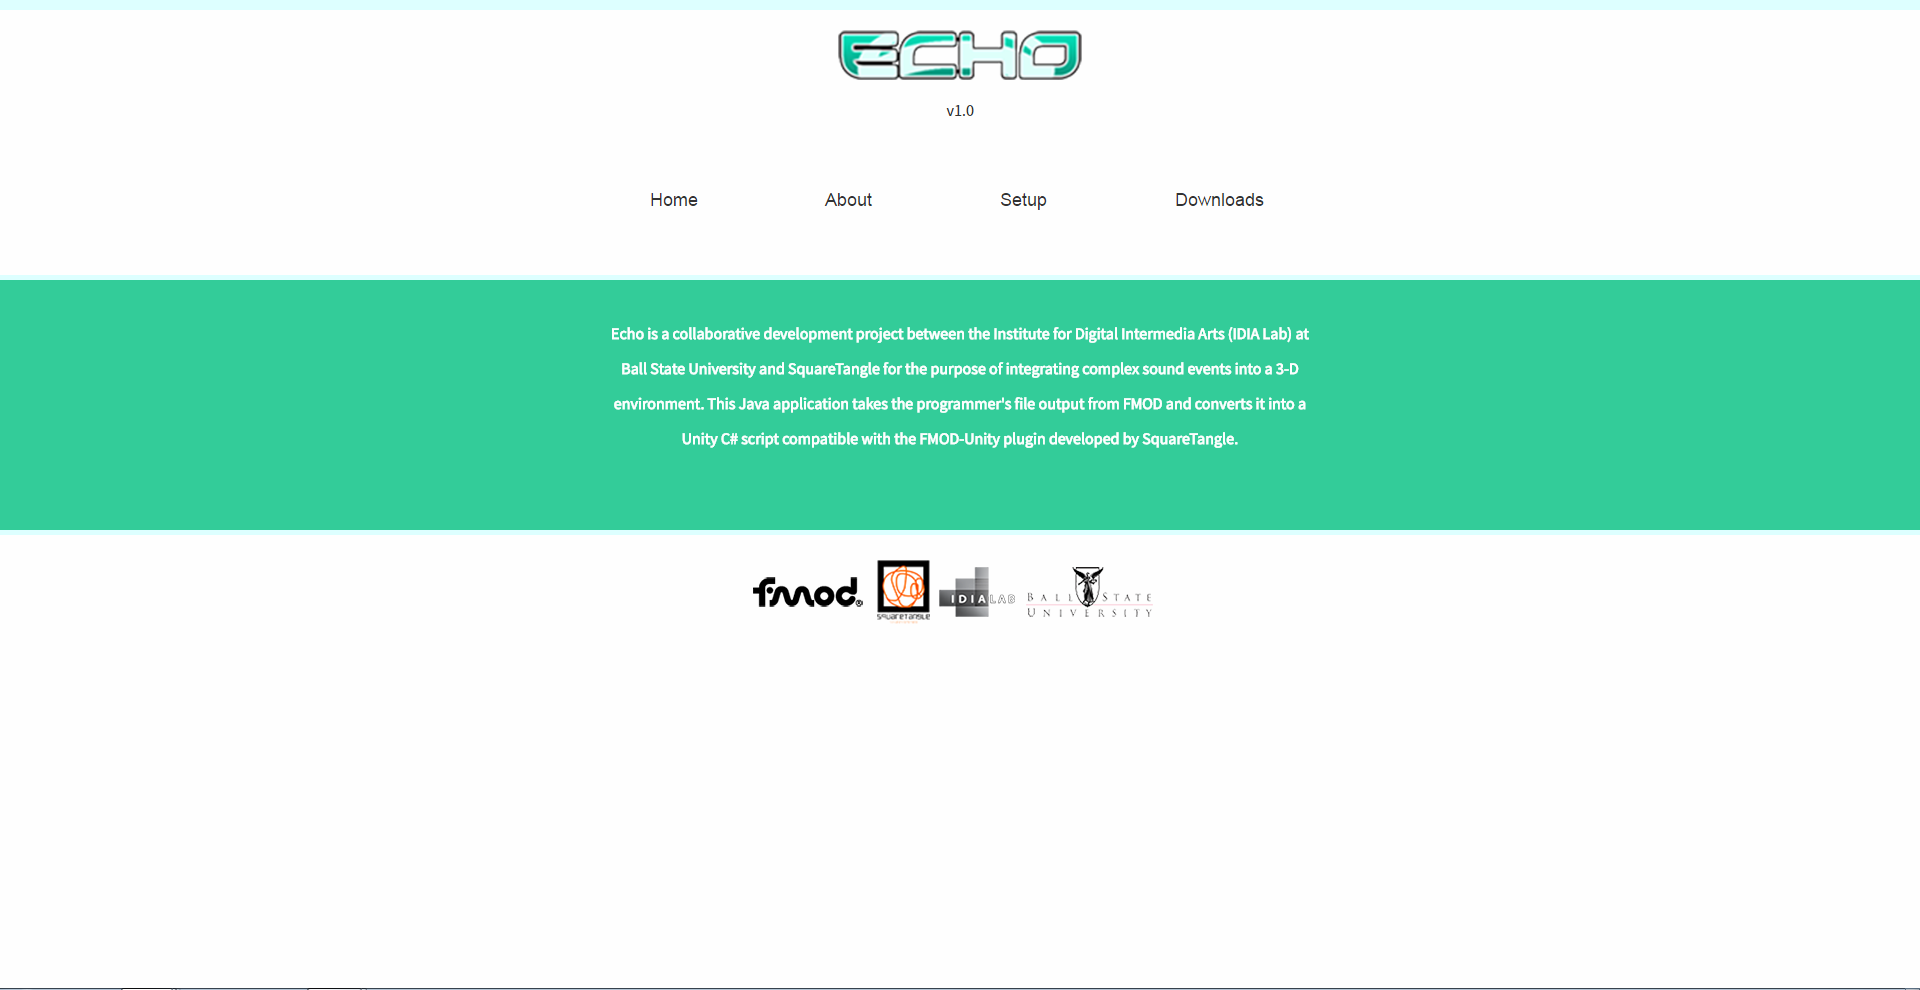 ECHO
v1.0
Home About Setup Downloads
Echo is a collaborative development project between the Institute for Digital Intermedia Arts (IDIA Lab) at
Ball State University and SquareTangle for the purpose of integrating complex sound events into a 3-D
environment. This Java application takes the programmer's file output from FMOD and converts it into a
Unity C# script compatible with the FMOD-Unity plugin developed by SquareTangle.
fmod®
squaretangle
IDIALAB
BALL STATE
UNIVERSITY